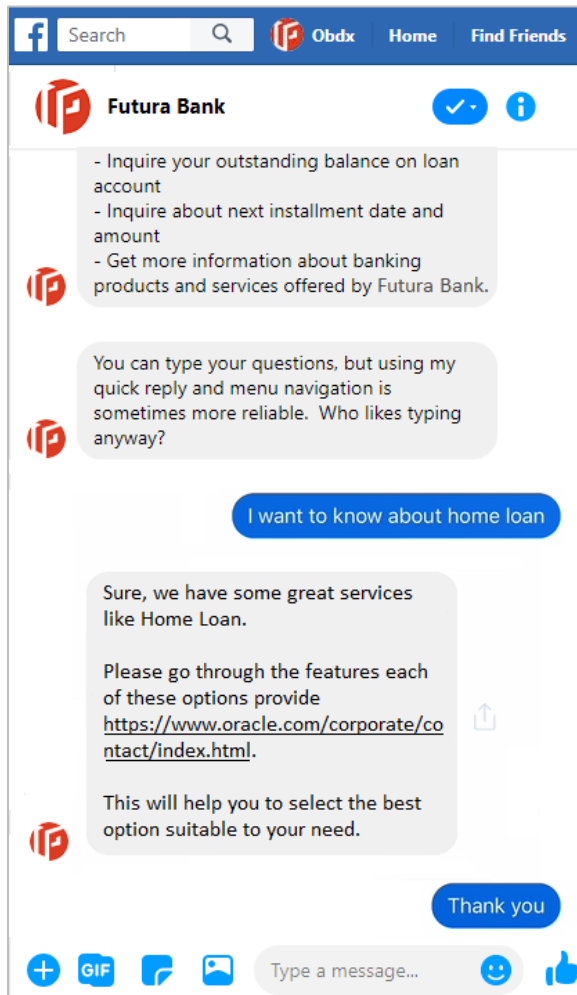 Search
Obdx
Home
Find Friends
Futura Bank
- Inquire your outstanding balance on loan
account
- Inquire about next installment date and
amount
- Get more information about banking
products and services offered by Futura Bank.
You can type your questions, but using my
quick reply and menu navigation is
sometimes more reliable.  Who likes typing
anyway?
I want to know about home loan
Sure, we have some great services
like Home Loan.
Please go through the features each
of these options provide
https://www.oracle.com/corporate/co
ntact/index.html.
This will help you to select the best
option suitable to your need.
Thank you
GIF
Type a message...